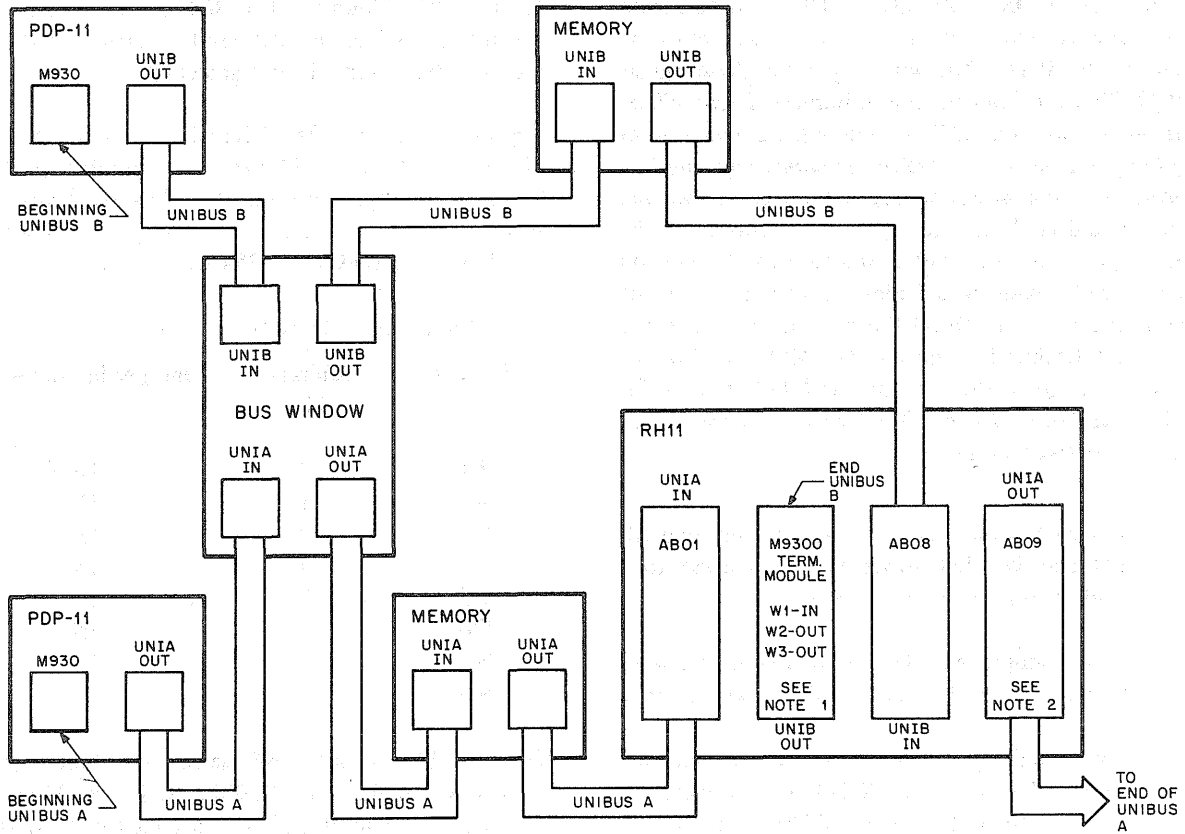 PDP-11
M930
UNIB
OUT
BEGINNING
UNIBUS B
UNIBUS B
MEMORY
UNIB
IN
UNIB
OUT
UNIBUS B
UNIBUS B
UNIB
IN
UNIB
OUT
BUS WINDOW
UNIA
IN
UNIA
OUT
PDP-11
M930
UNIA
OUT
BEGINNING
UNIBUS A
UNIBUS A
MEMORY
UNIA
IN
UNIA
OUT
UNIBUS A
UNIBUS A
RH11
UNIA
IN
AB01
END
UNIBUS
B
M9300
TERM.
MODULE
W1-IN
W2-OUT
W3-OUT
SEE
NOTE 1
UNIB
OUT
AB08
UNIB
IN
UNIA
OUT
AB09
SEE
NOTE 2
TO
END OF
UNIBUS
A